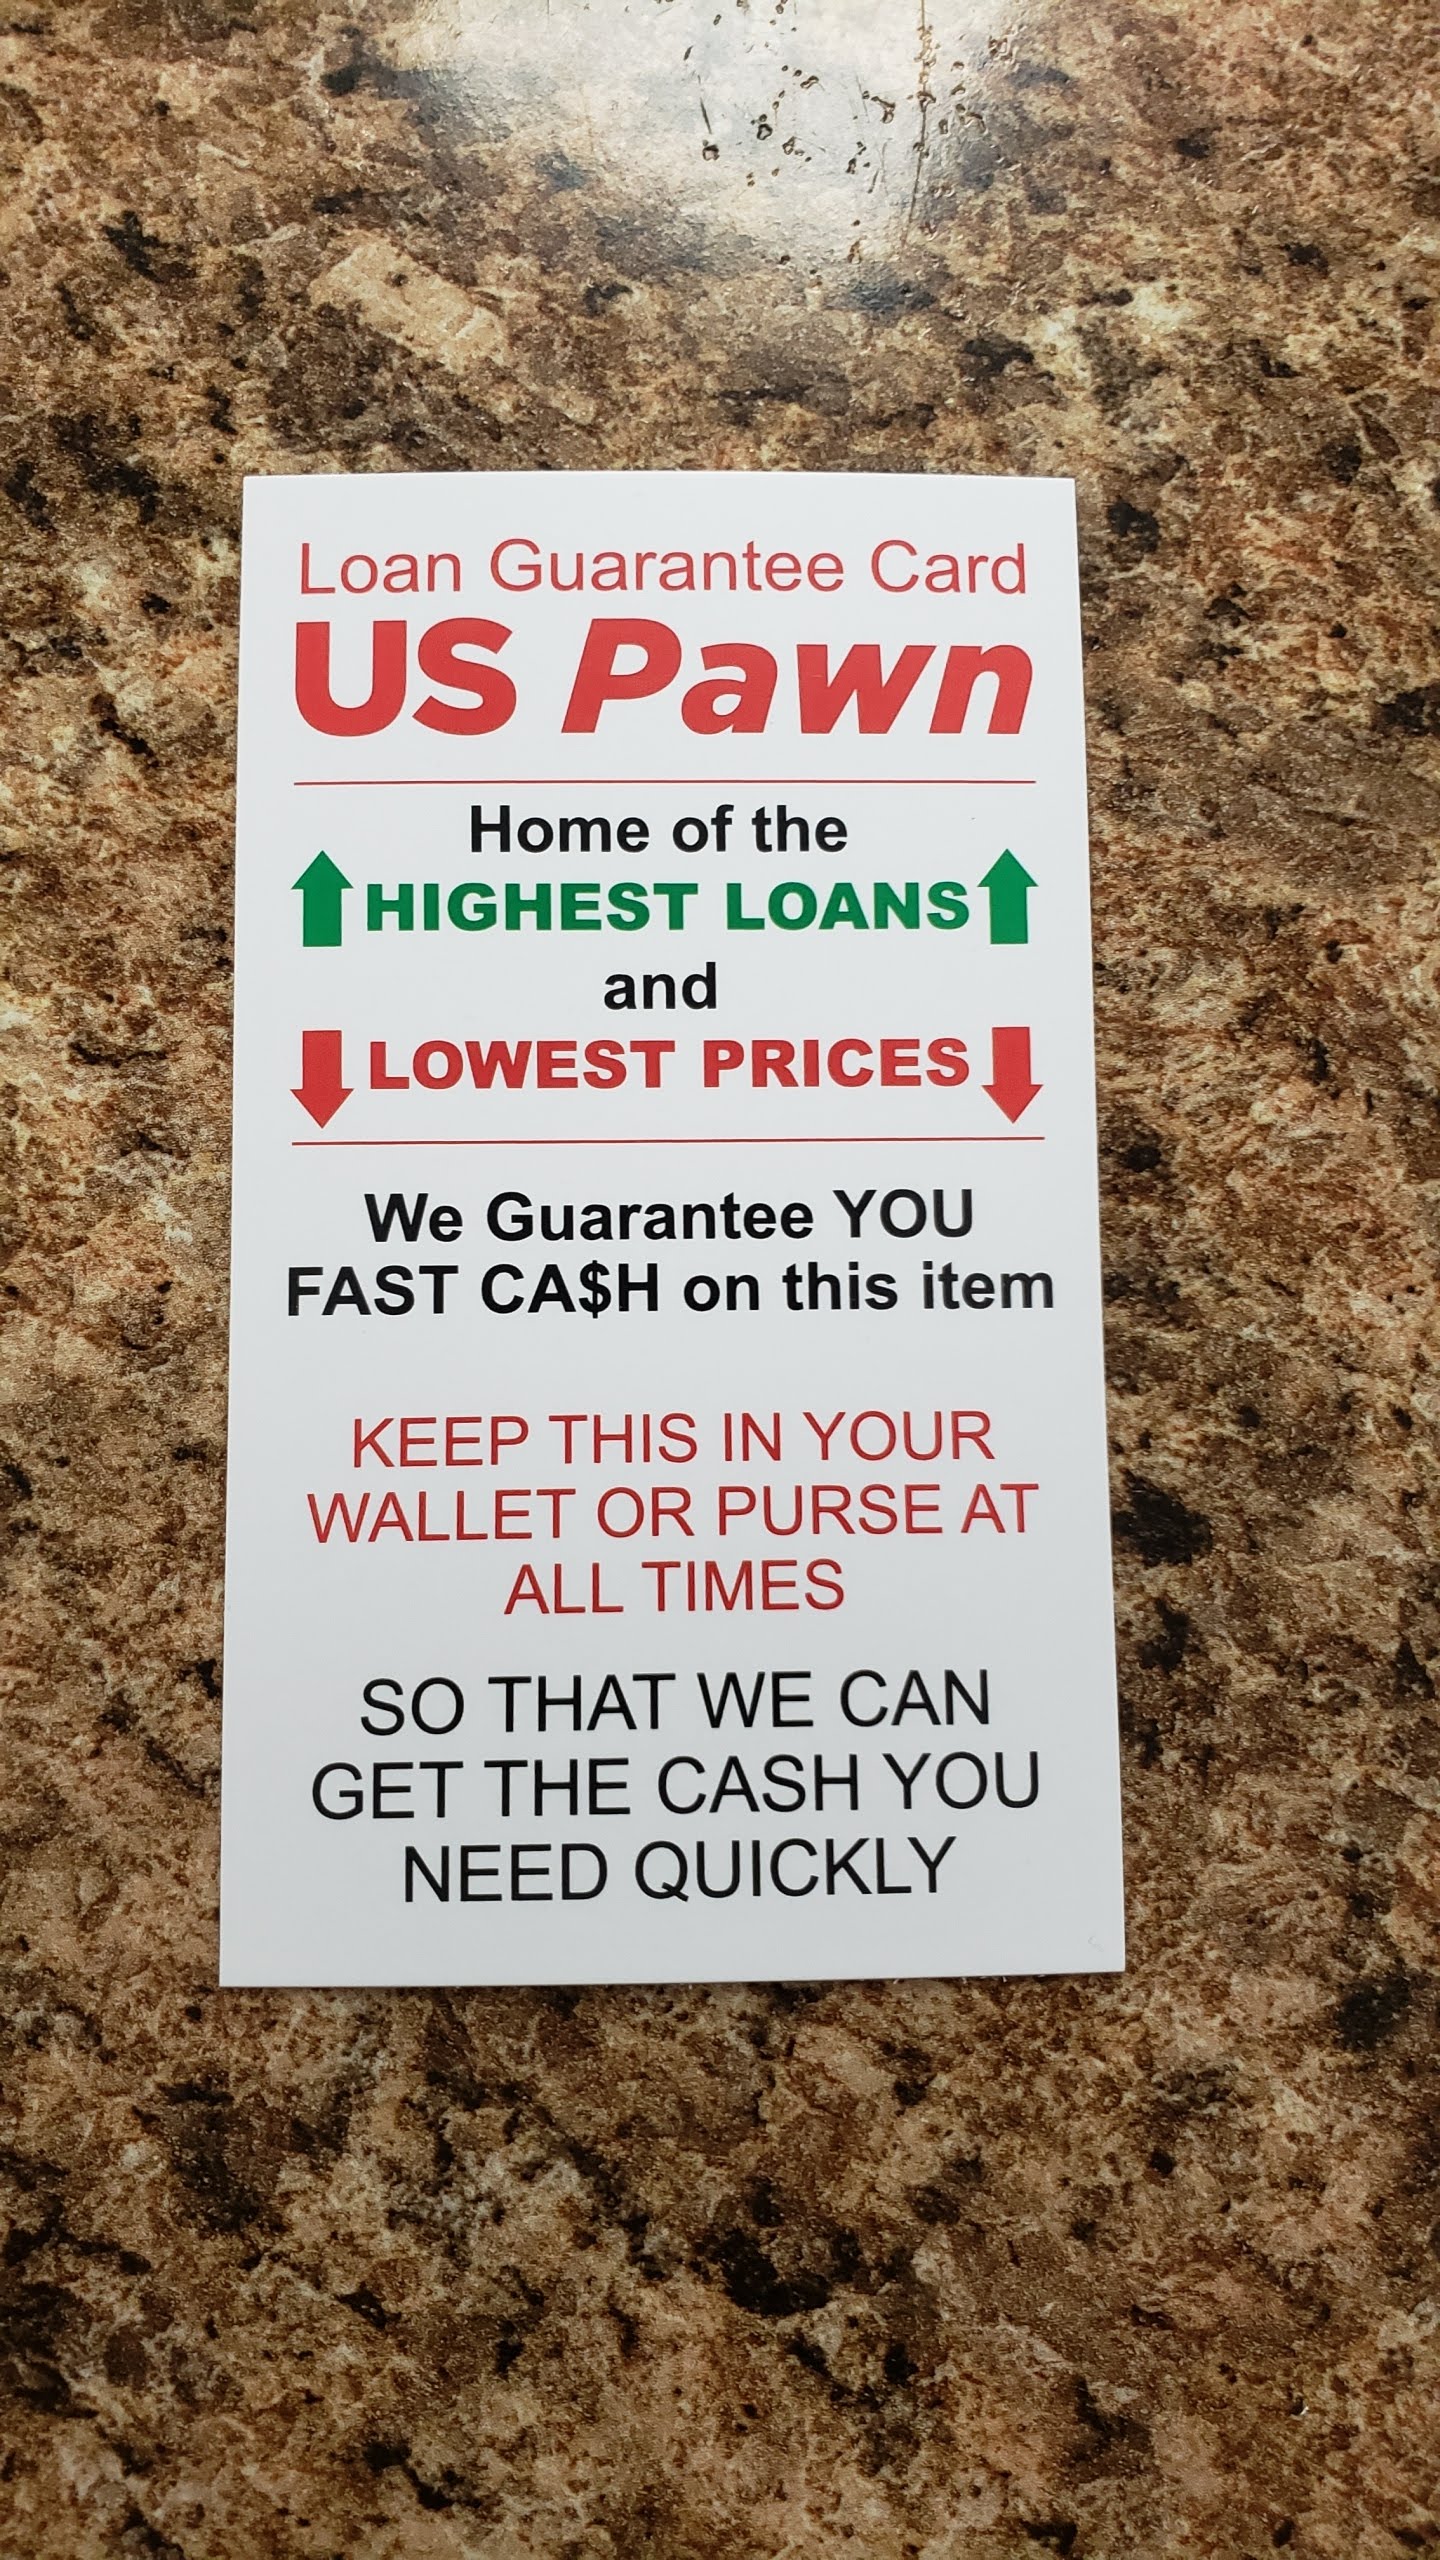 Loan Guarantee Card
US Pawn
Home of the
HIGHEST LOANS
and
LOWEST PRICES
We Guarantee YOU
FAST CA$H on this item
KEEP THIS IN YOUR
WALLET OR PURSE AT
ALL TIMES
SO THAT WE CAN
GET THE CASH YOU
NEED QUICKLY